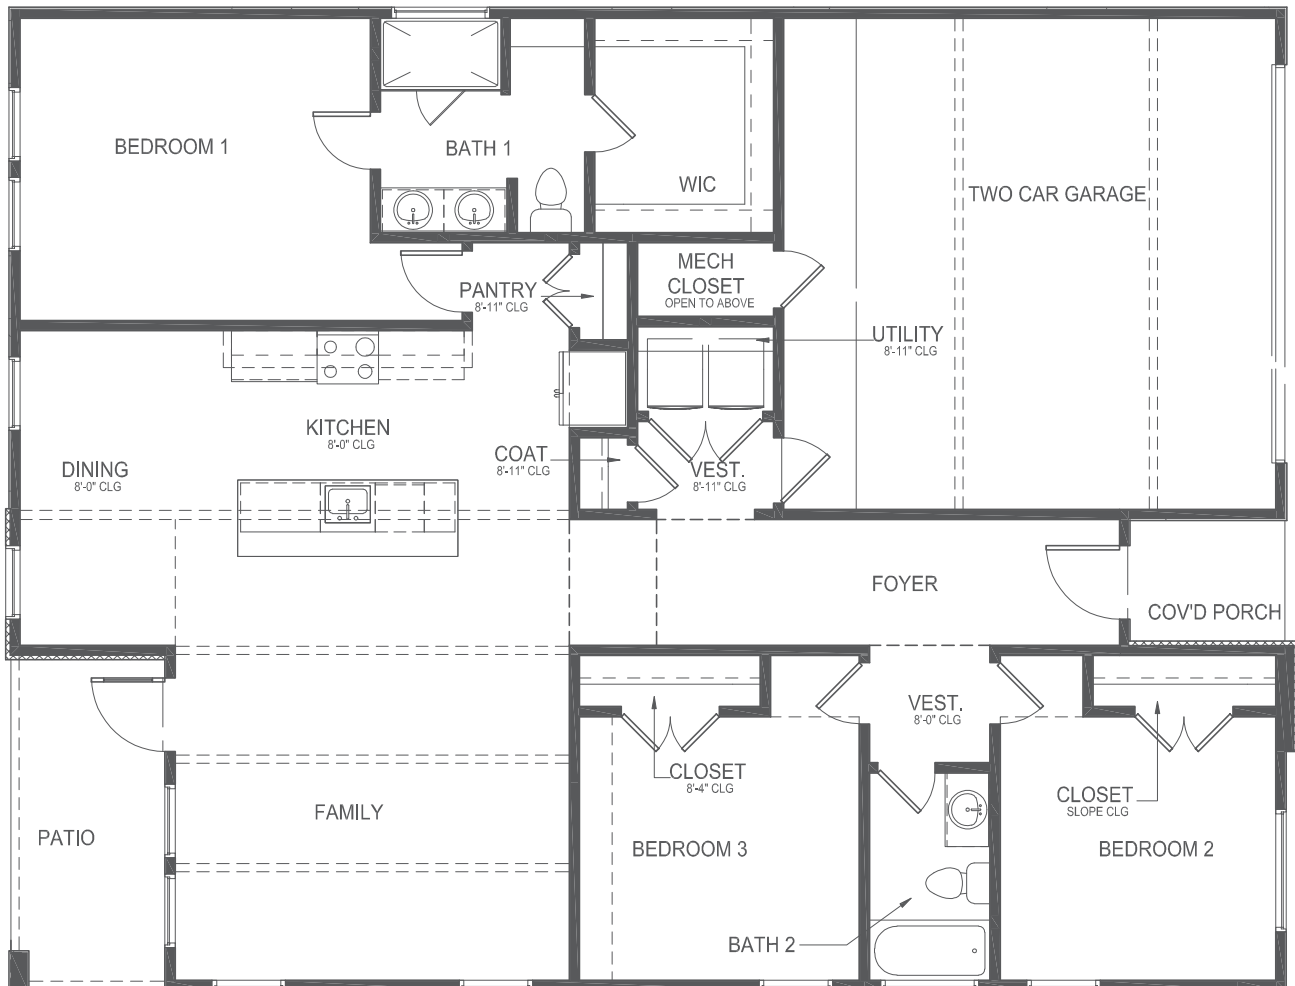 BEDROOM 1
BATH 1
WIC
TWO CAR GARAGE
PANTRY
8'-11" CLG
MECH
CLOSET
OPEN TO ABOVE
UTILITY
8'-11" CLG
KITCHEN
8'-0" CLG
DINING
8'-0" CLG
COAT
8'-11" CLG
VEST.
8'-11" CLG
FOYER
COV'D PORCH
VEST.
8'-0" CLG
CLOSET
8'-4" CLG
CLOSET
SLOPE CLG
FAMILY
PATIO
BEDROOM 3
BEDROOM 2
BATH 2